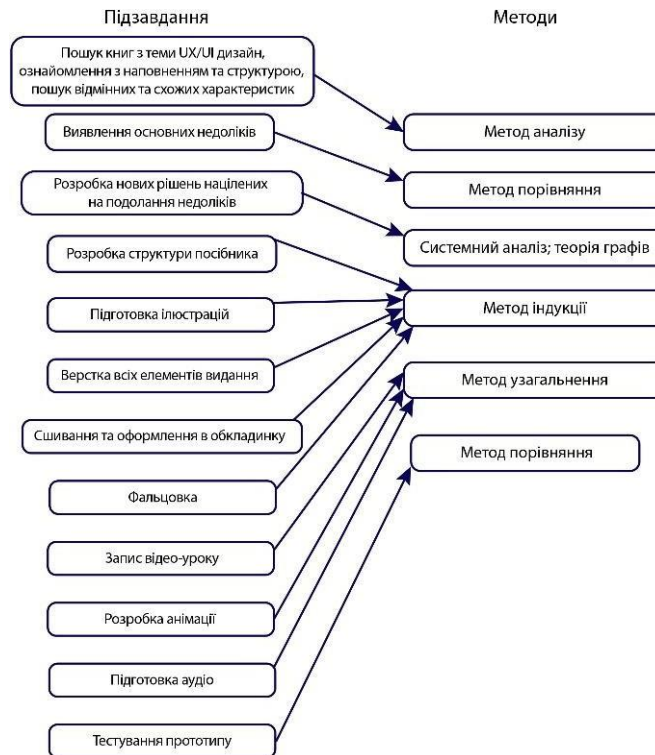 Підзавдання
Методи
Пошук книг з теми UX/UI дизайн,
ознайомлення з наповненням та структурою,
пошук відмінних та схожих характеристик
Метод аналізу
Виявлення основних недоліків
Метод порівняння
Розробка нових рішень націлених
на подолання недоліків
Системний аналіз; теорія графів
Розробка структури посібника
Метод індукції
Підготовка ілюстрацій
Верстка всіх елементів видання
Метод узагальнення
Сшивання та оформлення в обкладинку
Метод порівняння
Фальцовка
Запис відео-уроку
Розробка анімації
Підготовка аудіо
Тестування прототипу